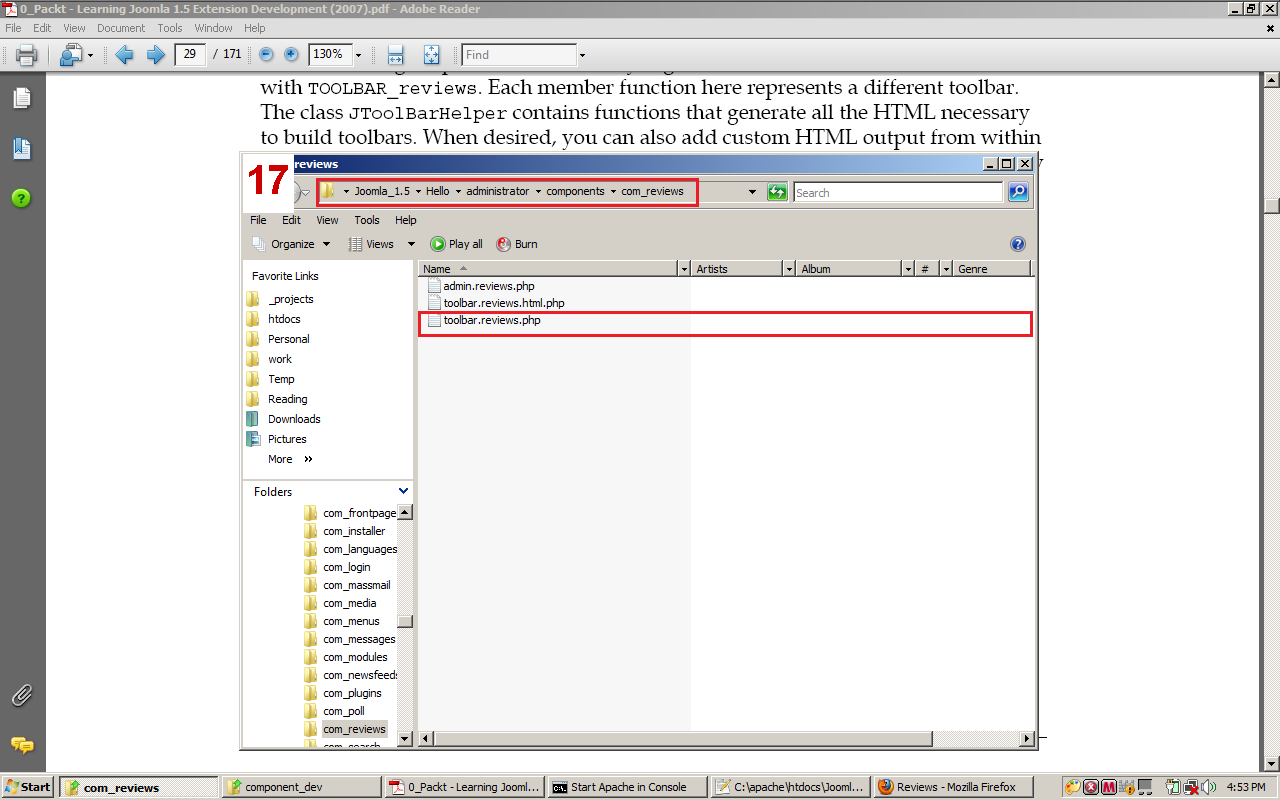 0_Packt - Learning Joomla 1.5 Extension Development (2007).pdf - Adobe Reader
File Edit View Document Tools Window Help
29 / 171 130% Find
with TOOLBAR_reviews. Each member function here represents a different toolbar.
The class JToolBarHelper contains functions that generate all the HTML necessary
to build toolbars. When desired, you can also add custom HTML output from within
17
reviews
Joomla_1.5 Hello administrator components com_reviews
Search
File Edit View Tools Help
Organize Views Play all Burn
Favorite Links
_projects
htdocs
Personal
work
Temp
Reading
Downloads
Pictures
More »
Folders
com_frontpage
com_installer
com_languages
com_login
com_massmail
com_media
com_menus
com_messages
com_modules
com_newsfeeds
com_plugins
com_poll
com_reviews
com_search
Name Artists Album # Genre
admin.reviews.php
toolbar.reviews.html.php
toolbar.reviews.php
Start com_reviews component_dev 0_Packt - Learning Jooml... Start Apache in Console C:\apache\htdocs\Jooml... Reviews - Mozilla Firefox 4:53 PM